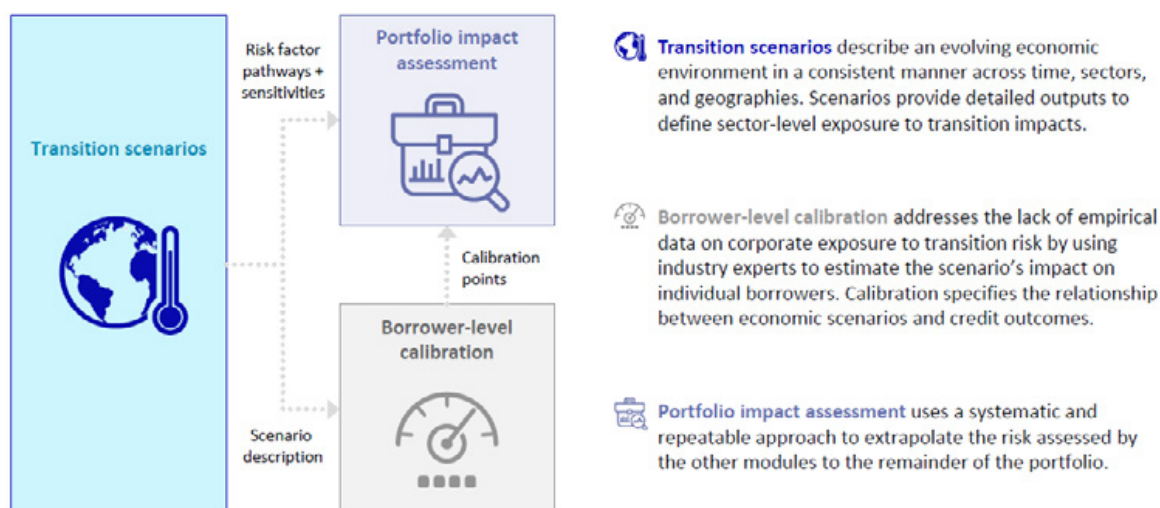 Transition scenarios
Risk factor
pathways +
sensitivities
Scenario
description
Portfolio impact
assessment
Calibration
points
Borrower-level
calibration
Transition scenarios describe an evolving economic
environment in a consistent manner across time, sectors,
and geographies. Scenarios provide detailed outputs to
define sector-level exposure to transition impacts.
Borrower-level calibration addresses the lack of empirical
data on corporate exposure to transition risk by using
industry experts to estimate the scenario's impact on
individual borrowers. Calibration specifies the relationship
between economic scenarios and credit outcomes.
Portfolio impact assessment uses a systematic and
repeatable approach to extrapolate the risk assessed by
the other modules to the remainder of the portfolio.